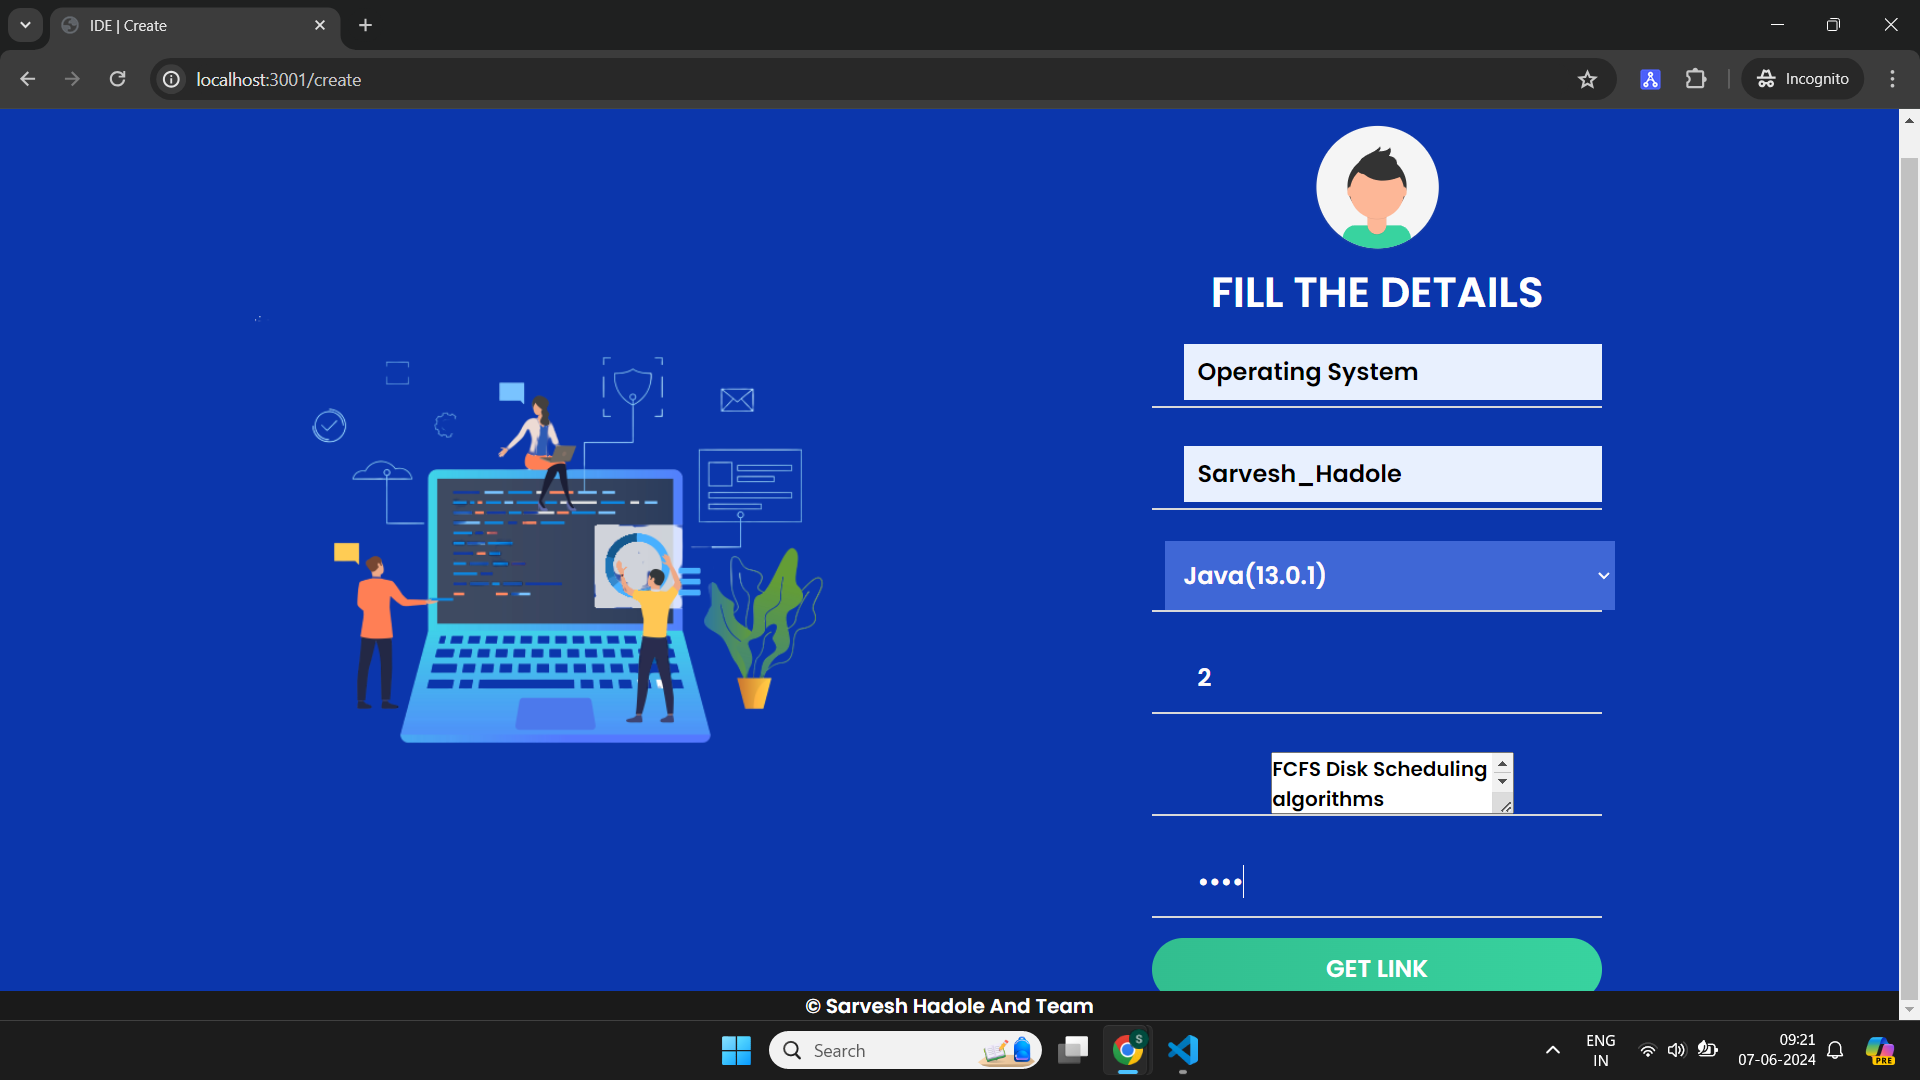 IDE | Create
localhost:3001/create
Incognito
FILL THE DETAILS
Operating System
Sarvesh_Hadole
Java(13.0.1)
2
FCFS Disk Scheduling
algorithms
••••
GET LINK
© Sarvesh Hadole And Team
Search
S
ENG
IN
09:21
07-06-2024
PRE